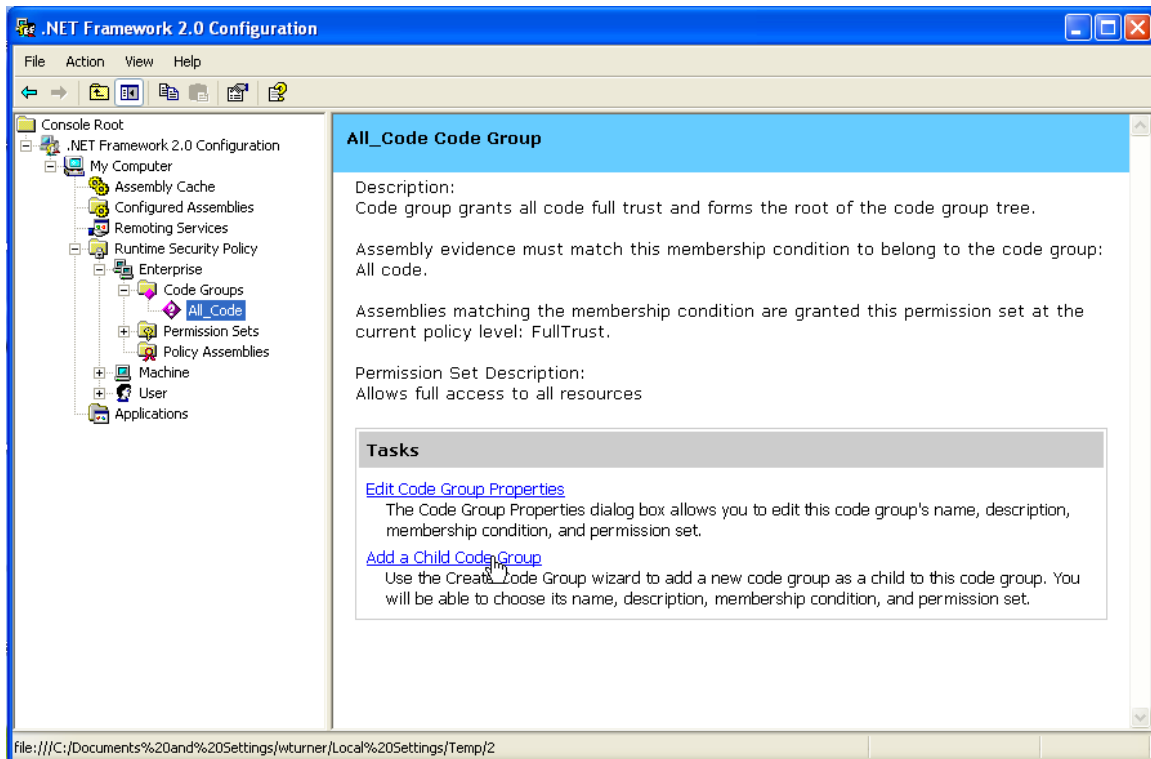 .NET Framework 2.0 Configuration
File Action View Help
Console Root
.NET Framework 2.0 Configuration
My Computer
Assembly Cache
Configured Assemblies
Remoting Services
Runtime Security Policy
Enterprise
Code Groups
All_Code
Permission Sets
Policy Assemblies
Machine
User
Applications
All_Code Code Group
Description:
Code group grants all code full trust and forms the root of the code group tree.
Assembly evidence must match this membership condition to belong to the code group:
All code.
Assemblies matching the membership condition are granted this permission set at the
current policy level: FullTrust.
Permission Set Description:
Allows full access to all resources
Tasks
Edit Code Group Properties
The Code Group Properties dialog box allows you to edit this code group's name, description,
membership condition, and permission set.
Add a Child Code Group
Use the Create Code Group wizard to add a new code group as a child to this code group. You
will be able to choose its name, description, membership condition, and permission set.
file:///C:/Documents%20and%20Settings/wturner/Local%20Settings/Temp/2